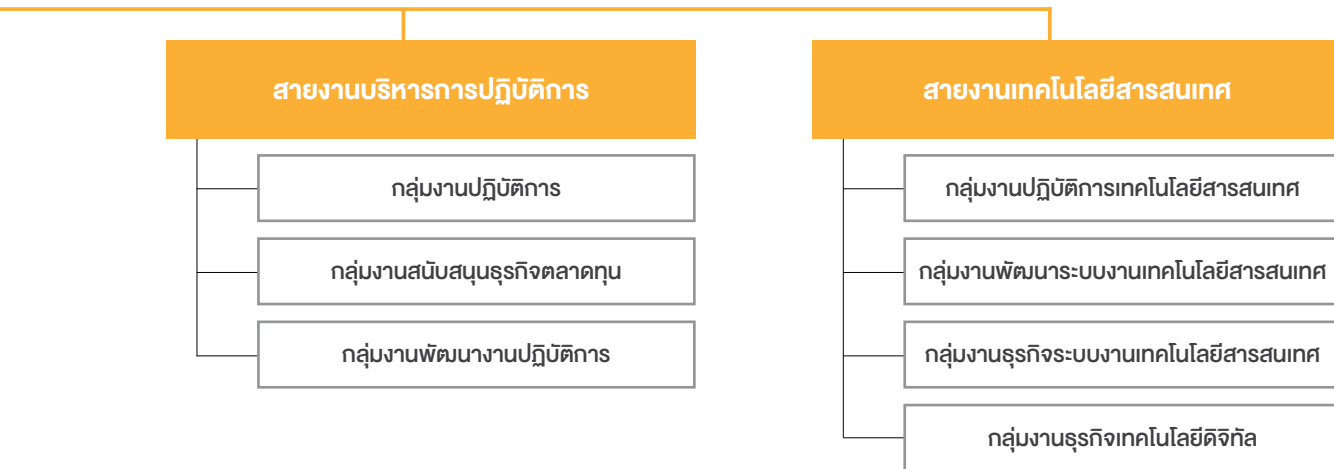 สายงานบริหารการปฏิบัติการ
กลุ่มงานปฏิบัติการ
กลุ่มงานสนับสนุนธุรกิจตลาดทุน
กลุ่มงานพัฒนางานปฏิบัติการ
สายงานเทคโนโลยีสารสนเทศ
กลุ่มงานปฏิบัติการเทคโนโลยีสารสนเทศ
กลุ่มงานพัฒนาระบบงานเทคโนโลยีสารสนเทศ
กลุ่มงานธุรกิจระบบงานเทคโนโลยีสารสนเทศ
กลุ่มงานธุรกิจเทคโนโลยีดิจิทัล